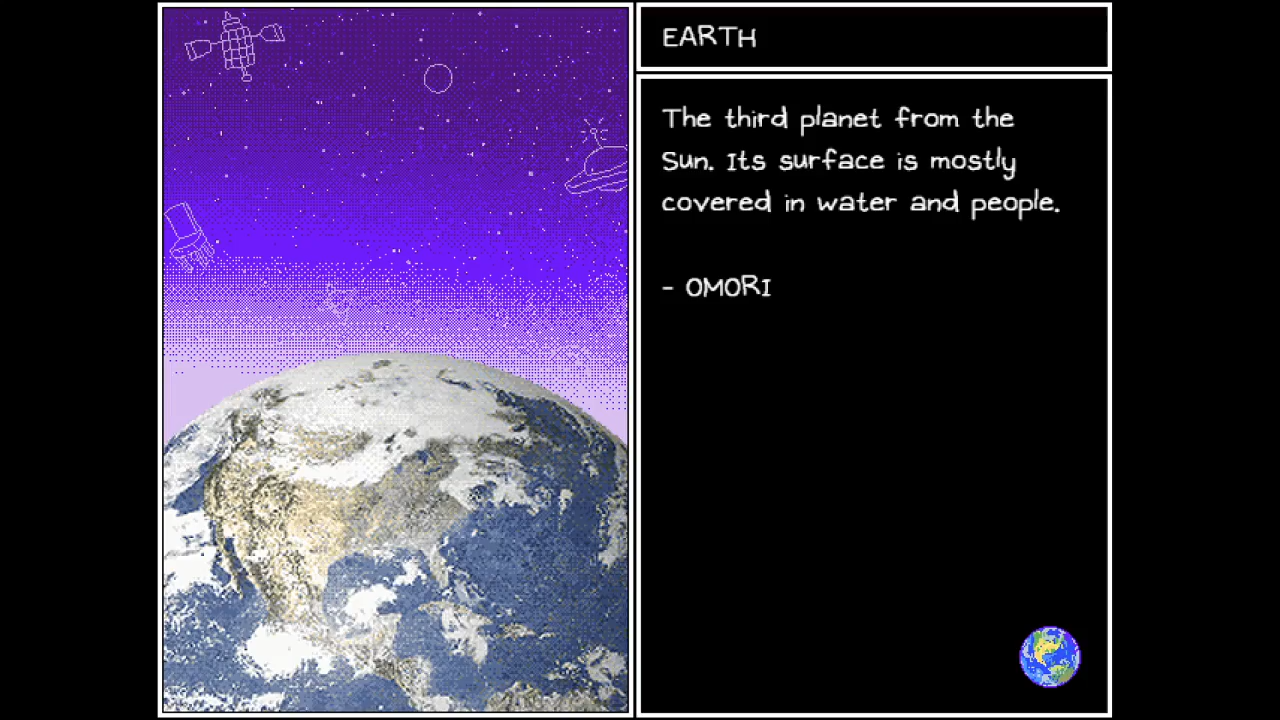 EARTH
The third planet from the
Sun. Its surface is mostly
covered in water and people.
- OMORI